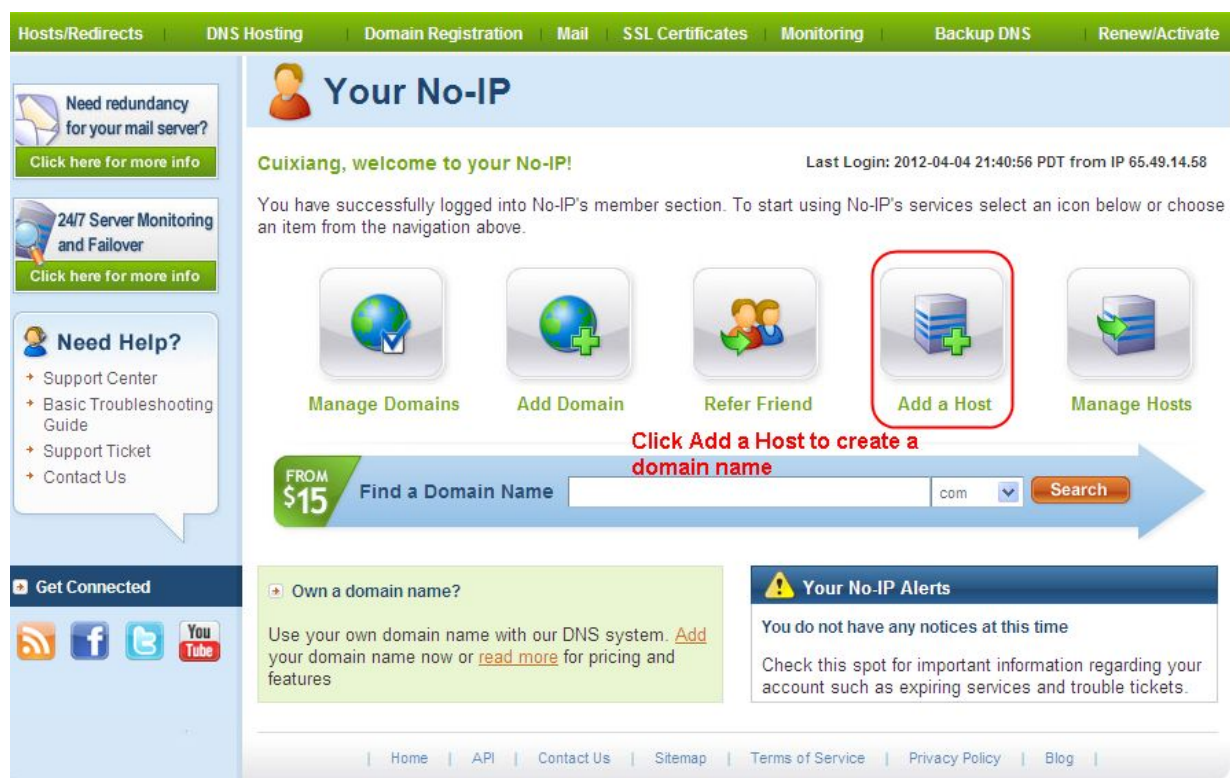 Hosts/Redirects | DNS Hosting | Domain Registration | Mail | SSL Certificates | Monitoring | Backup DNS | Renew/Activate
Need redundancy
for your mail server?
Click here for more info
24/7 Server Monitoring
and Failover
Click here for more info
Need Help?
Support Center
Basic Troubleshooting
Guide
Support Ticket
Contact Us
Get Connected
You
Tube
Your No-IP
Cuixiang, welcome to your No-IP!
Last Login: 2012-04-04 21:40:56 PDT from IP 65.49.14.58
You have successfully logged into No-IP's member section. To start using No-IP's services select an icon below or choose
an item from the navigation above.
Manage Domains
Add Domain
Refer Friend
Add a Host
Manage Hosts
Click Add a Host to create a
domain name
FROM
$15
Find a Domain Name
com
Search
Own a domain name?
Use your own domain name with our DNS system. Add
your domain name now or read more for pricing and
features
Your No-IP Alerts
You do not have any notices at this time
Check this spot for important information regarding your
account such as expiring services and trouble tickets.
| Home | API | Contact Us | Sitemap | Terms of Service | Privacy Policy | Blog |